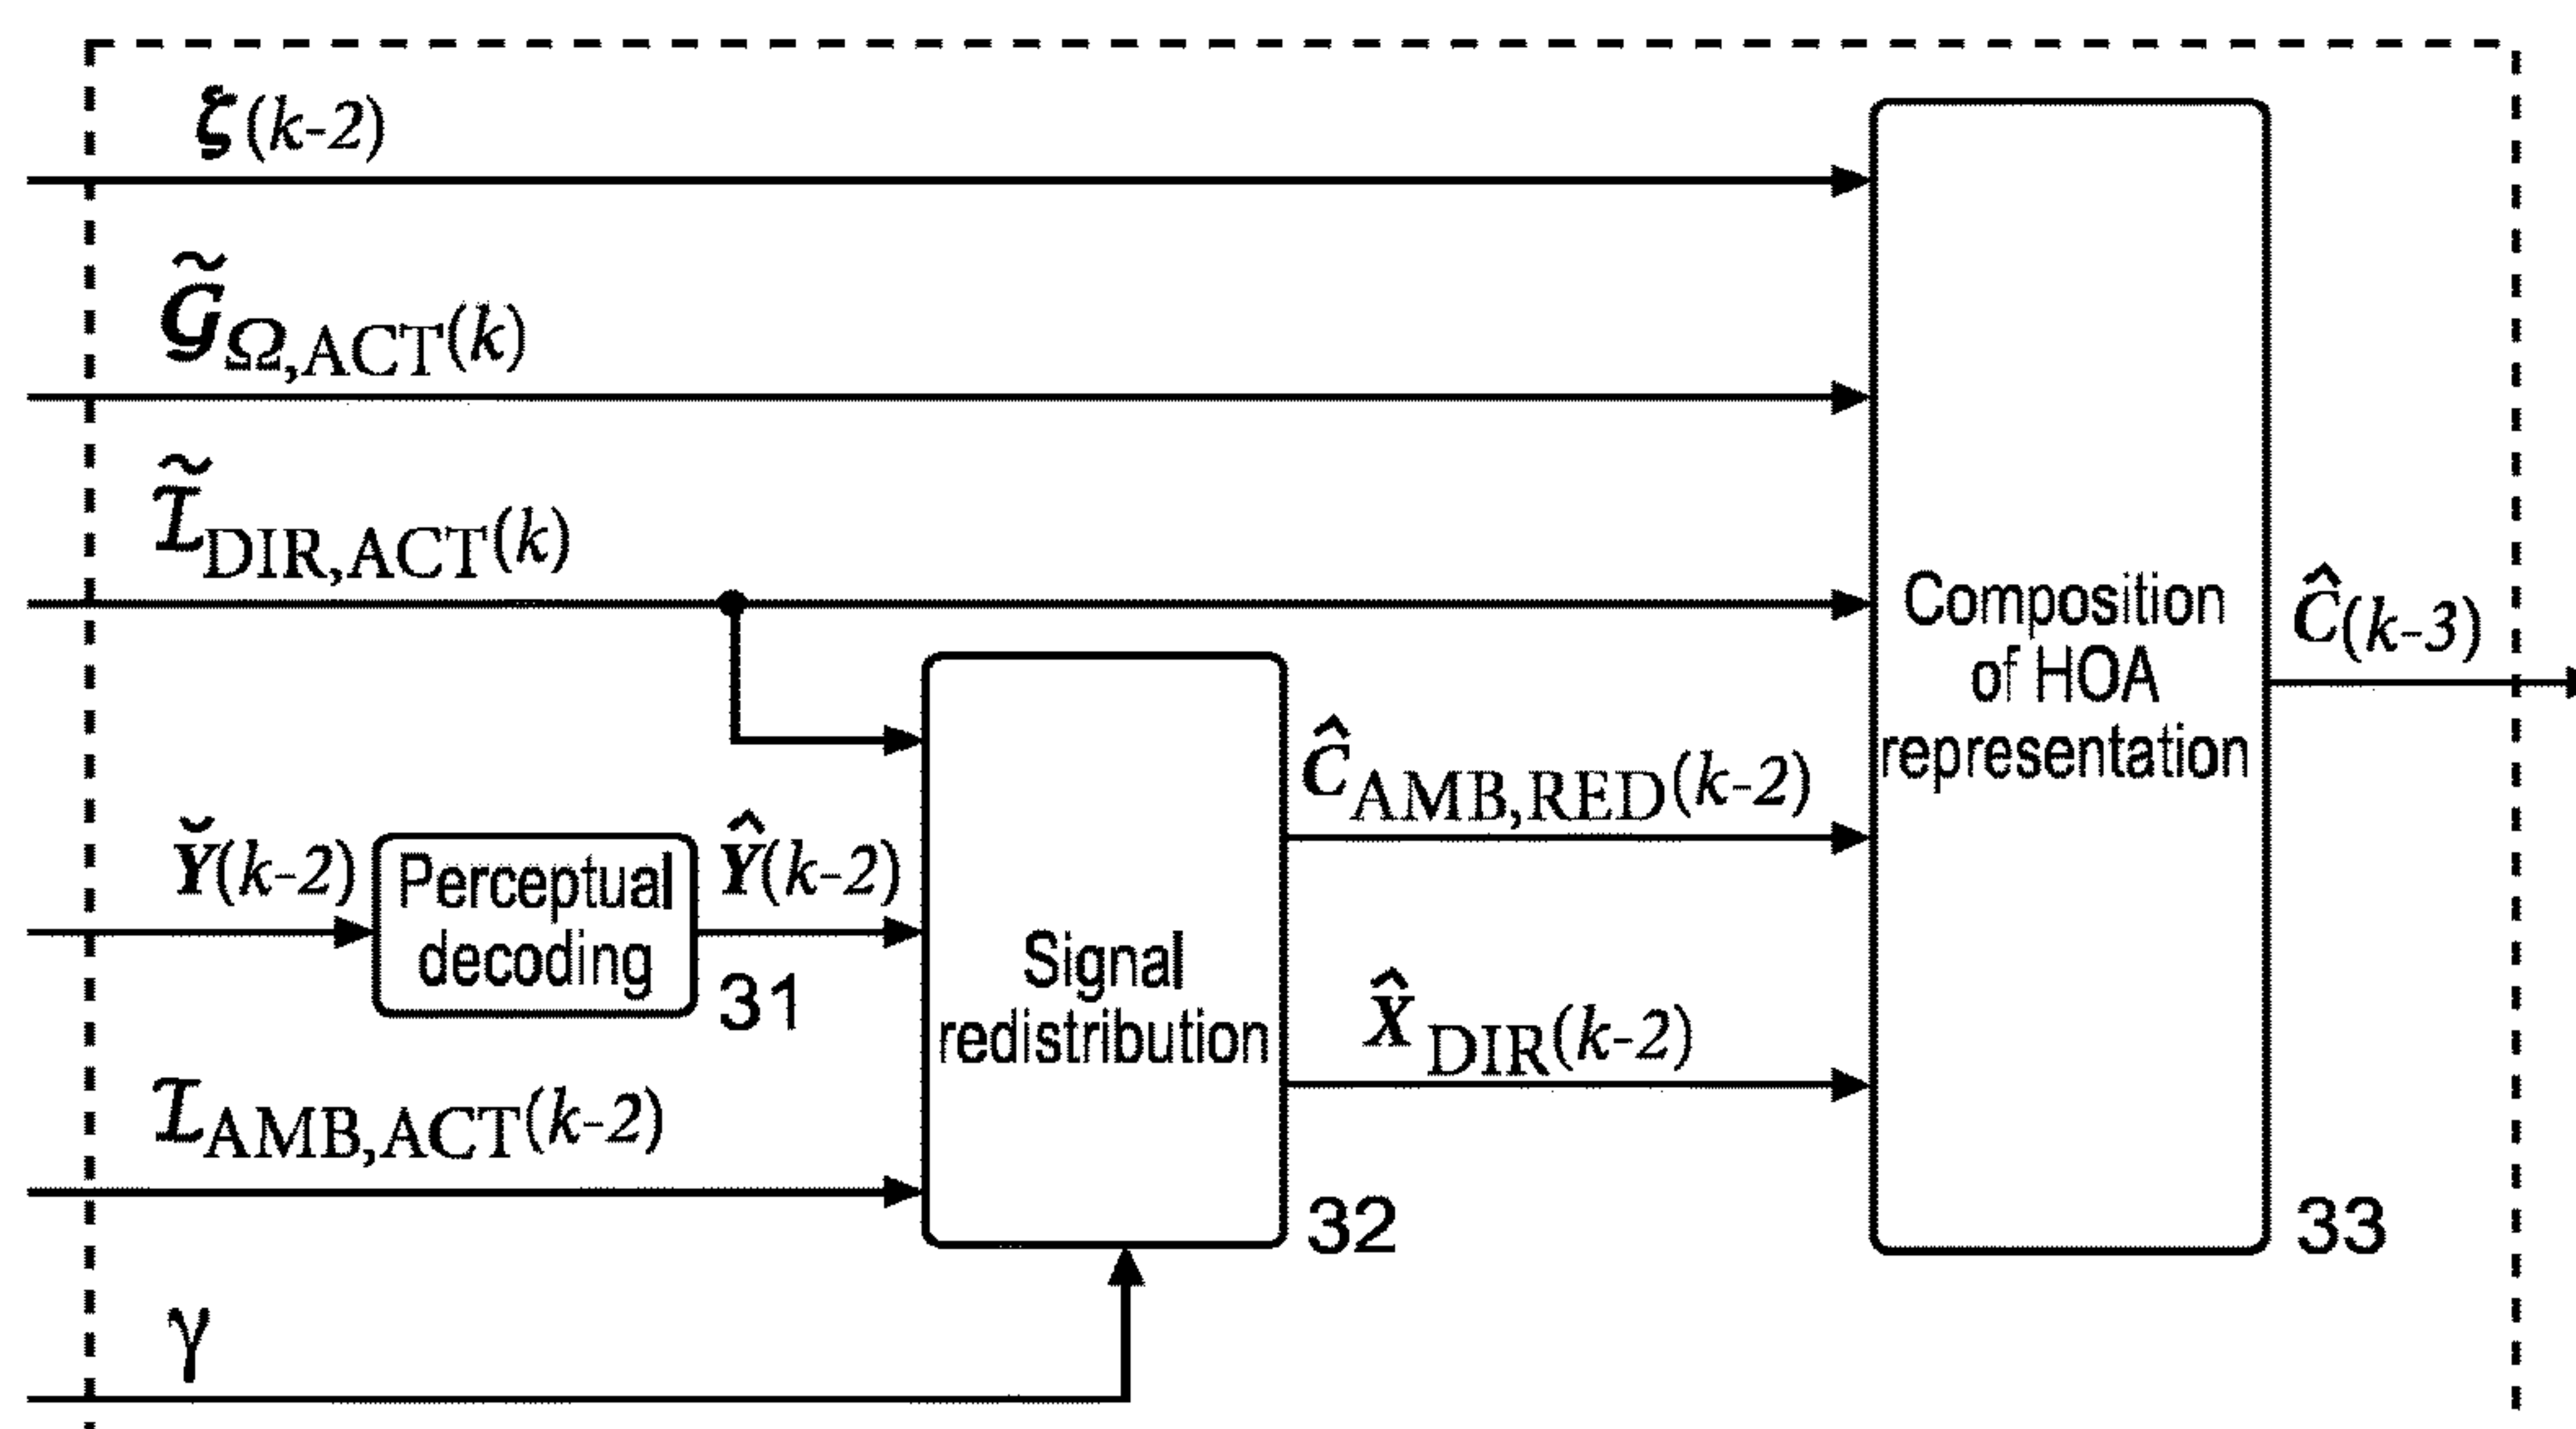 ζ(k-2)
G̃Ω,ACT(k)
ĨDIR,ACT(k)
Composition
of HOA
representation
Ĉ(k-3)
ĈAMB,RED(k-2)
Y̆(k-2)
Perceptual
decoding
Ŷ(k-2)
31
Signal
redistribution
X̂DIR(k-2)
IAMB,ACT(k-2)
32
33
γ